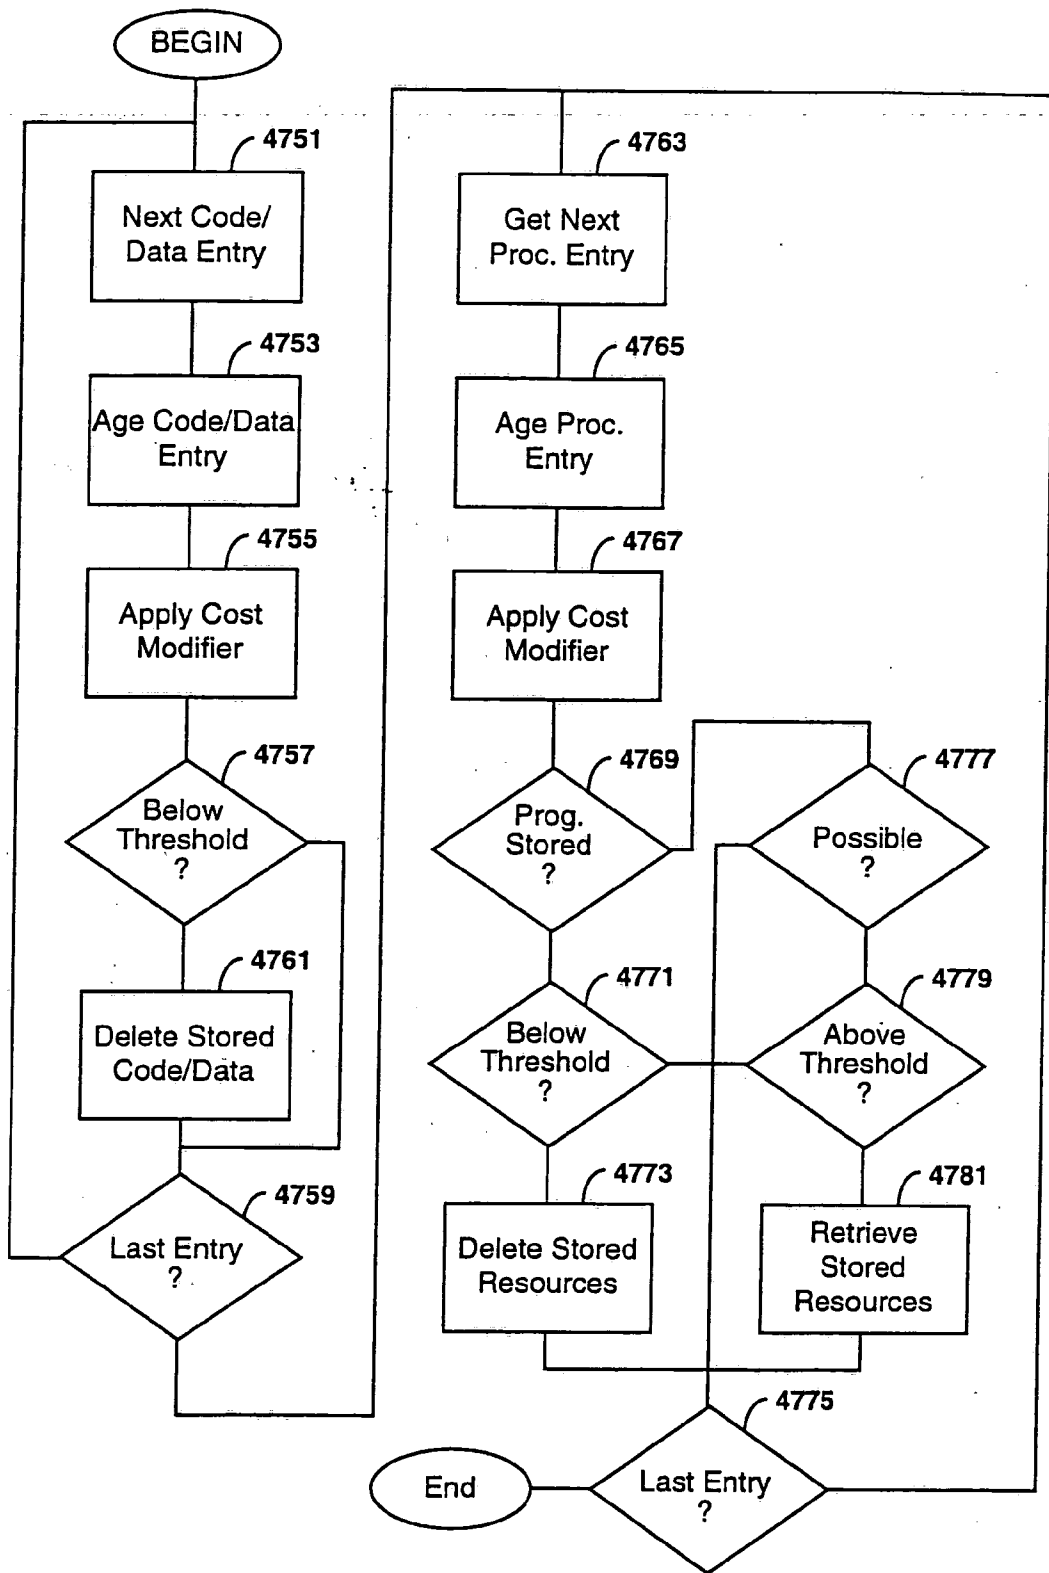 BEGIN
4751
Next Code/
Data Entry
4753
Age Code/Data
Entry
4755
Apply Cost
Modifier
4757
Below
Threshold
?
4761
Delete Stored
Code/Data
4759
Last Entry
?
4763
Get Next
Proc. Entry
4765
Age Proc.
Entry
4767
Apply Cost
Modifier
4769
Prog.
Stored
?
4777
Possible
?
4771
Below
Threshold
?
4779
Above
Threshold
?
4773
Delete Stored
Resources
4781
Retrieve
Stored
Resources
4775
Last Entry
?
End